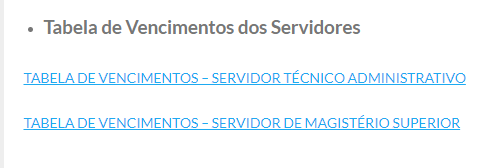 Tabela de Vencimentos dos Servidores
TABELA DE VENCIMENTOS – SERVIDOR TÉCNICO ADMINISTRATIVO
TABELA DE VENCIMENTOS – SERVIDOR DE MAGISTÉRIO SUPERIOR